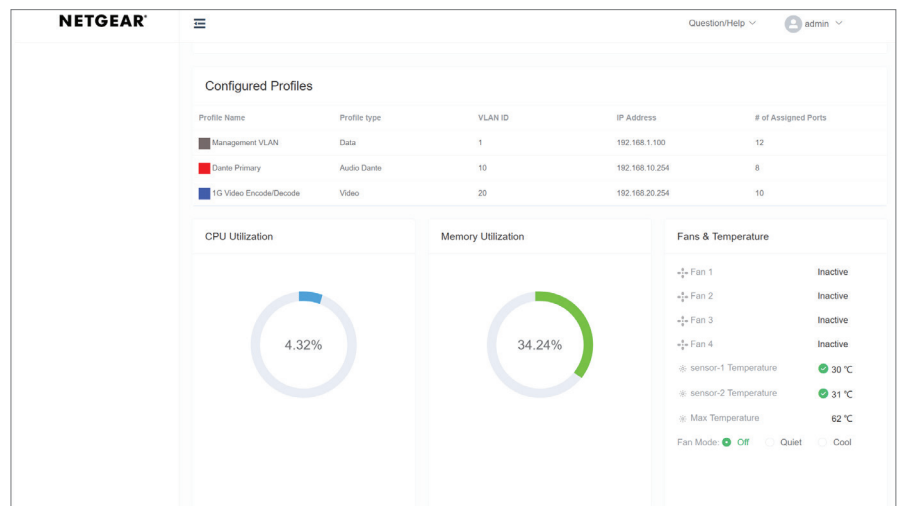 NETGEAR®
Question/Help
admin
Configured Profiles
Profile Name Profile type VLAN ID IP Address # of Assigned Ports
Management VLAN Data 1 192.168.1.100 12
Dante Primary Audio Dante 10 192.168.10.254 8
1G Video Encode/Decode Video 20 192.168.20.254 10
CPU Utilization
4.32%
Memory Utilization
34.24%
Fans & Temperature
Fan 1 Inactive
Fan 2 Inactive
Fan 3 Inactive
Fan 4 Inactive
sensor-1 Temperature 30 ℃
sensor-2 Temperature 31 ℃
Max Temperature 62 ℃
Fan Mode: Off Quiet Cool